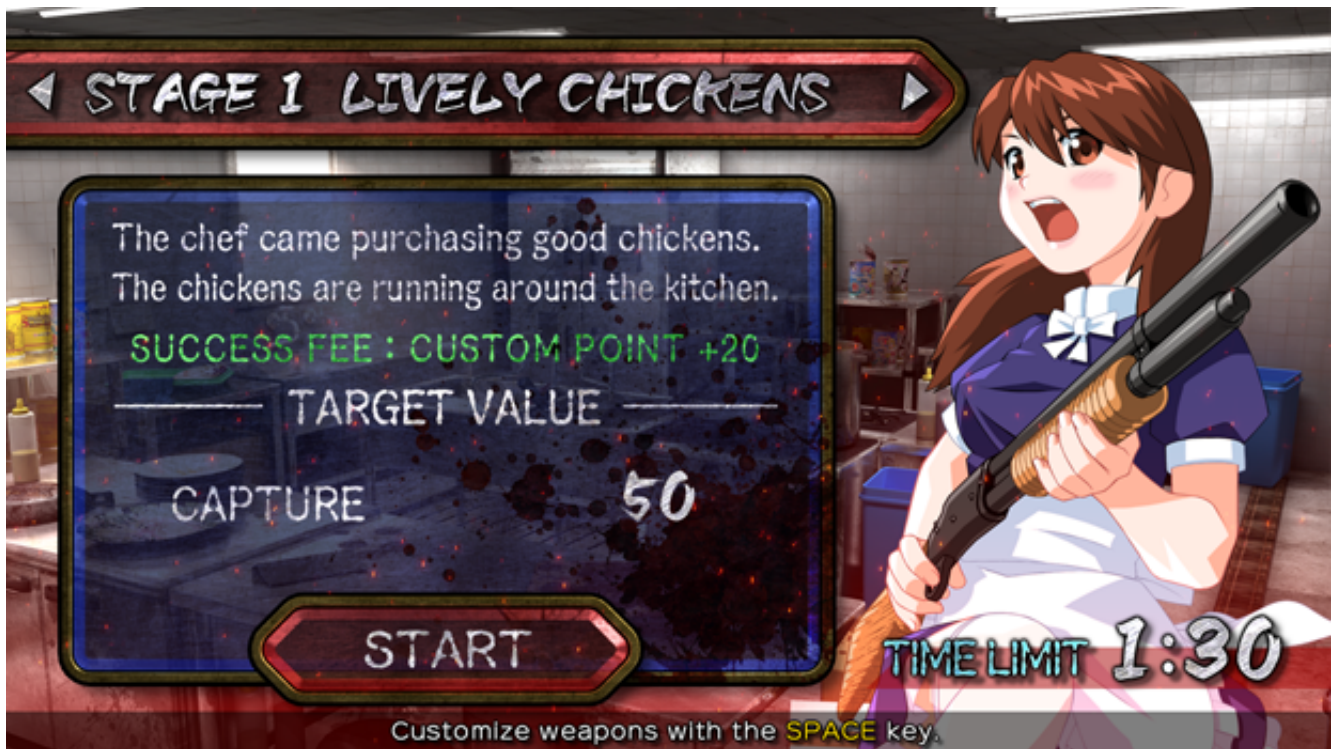 STAGE 1 LIVELY CHICKENS
The chef came purchasing good chickens.
The chickens are running around the kitchen.
SUCCESS FEE : CUSTOM POINT +20
TARGET VALUE
CAPTURE 50
START
TIME LIMIT 1:30
Customize weapons with the SPACE key.